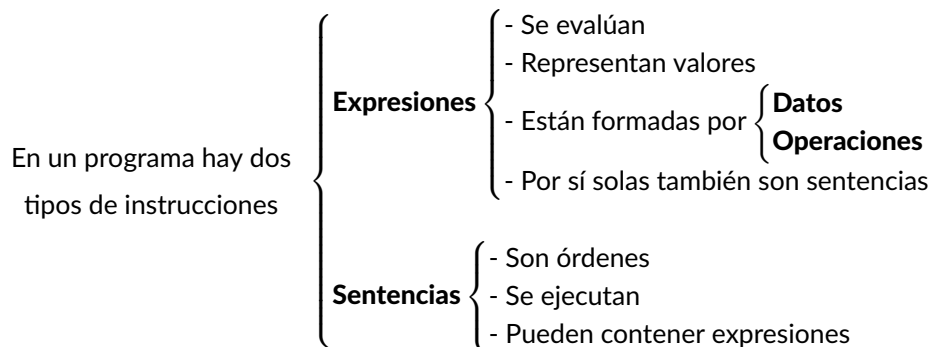 En un programa hay dos
tipos de instrucciones
Expresiones
- Se evalúan
- Representan valores
- Están formadas por
Datos
Operaciones
- Por sí solas también son sentencias
Sentencias
- Son órdenes
- Se ejecutan
- Pueden contener expresiones